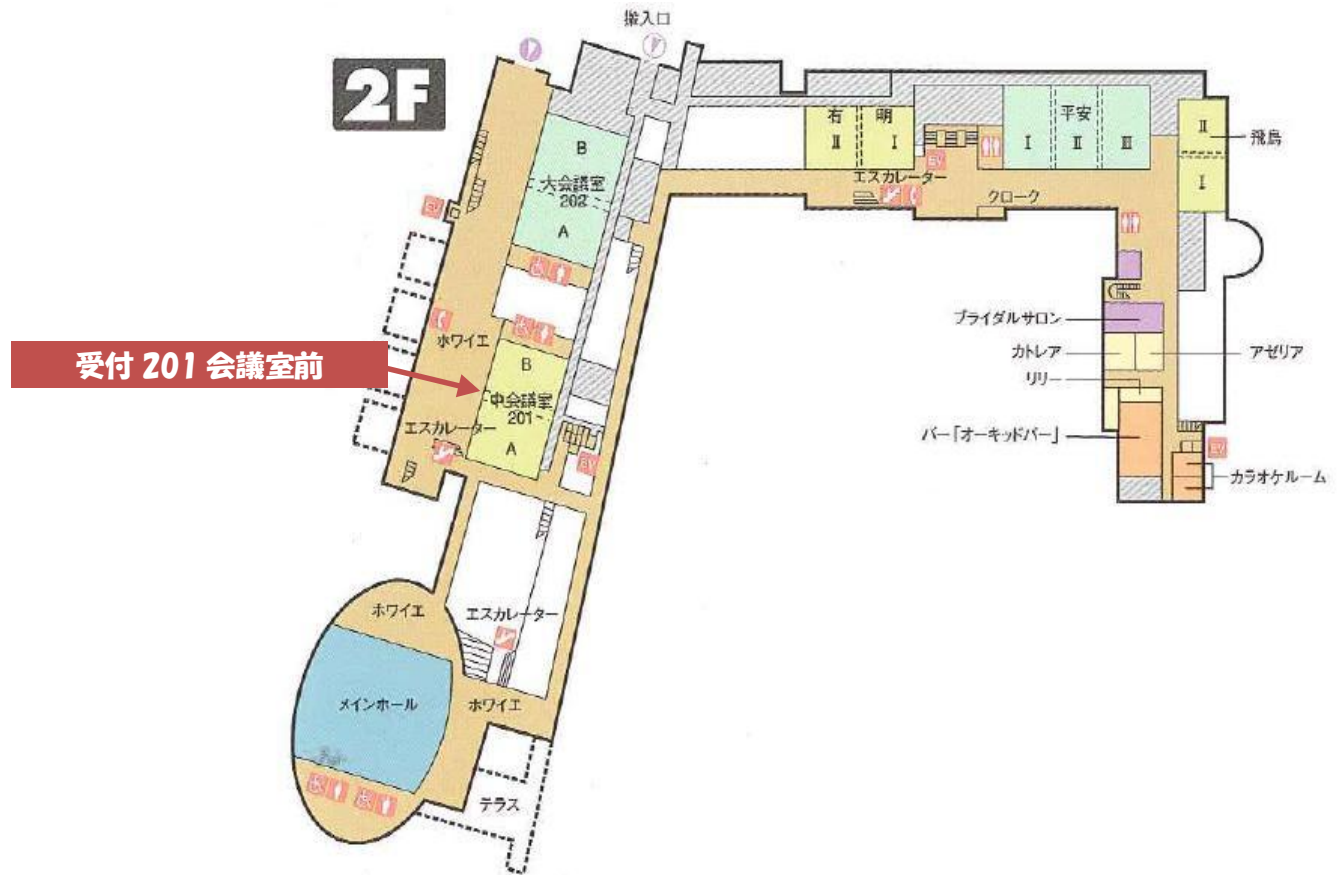 搬入口
2F
有
明
Ⅱ
Ⅰ
平安
Ⅰ
Ⅱ
Ⅲ
Ⅱ
飛鳥
Ⅰ
EV
エスカレーター
クローク
B
大会議室
202
A
EV
ホワイエ
受付 201 会議室前
B
中会議室
201
A
エスカレーター
EV
ブライダルサロン
カトレア
アゼリア
リリー
バー「オーキッドバー」
EV
カラオケルーム
ホワイエ
エスカレーター
メインホール
ホワイエ
テラス